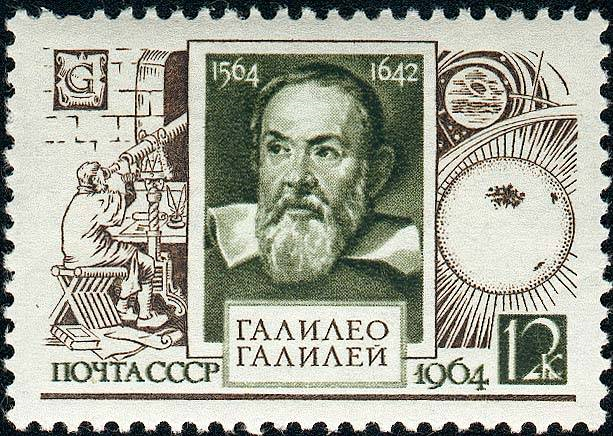 G
1564 1642
ГАЛИЛЕО
ГАЛИЛЕЙ
ПОЧТА СССР 1964 12К